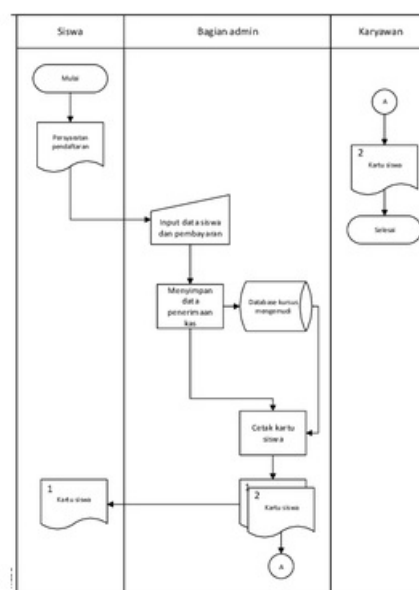 Siswa
Bagian admin
Karyawan
Mulai
Persyaratan
pendaftaran
Input data siswa
dan pembayaran
Menyimpan
data
penerimaan
kas
Database kursus
mengemudi
Cetak kartu
siswa
1
2
Kartu siswa
A
1
Kartu siswa
A
2
Kartu siswa
Selesai